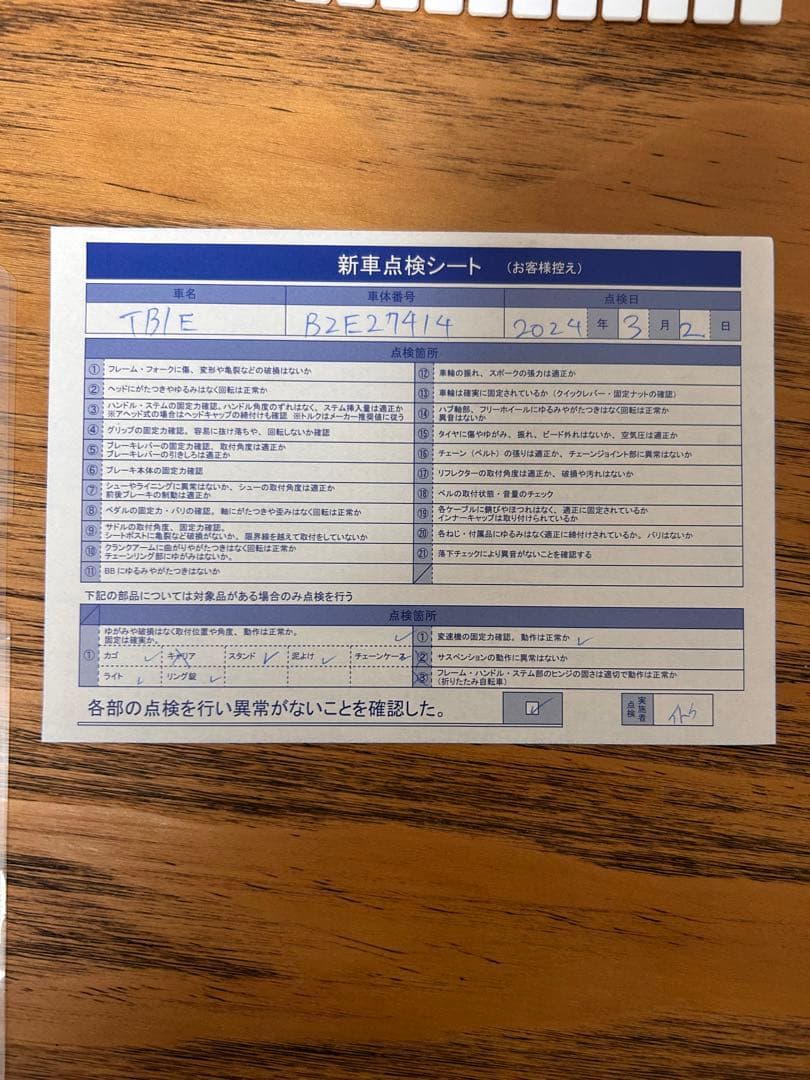 新車点検シート （お客様控え）
車名 車体番号 点検日
TB1E B2E27414 2024 年 3 月 2 日
点検箇所
① フレーム・フォークに傷、変形や亀裂などの破損はないか
② ヘッドにがたつきやゆるみはなく回転は正常か
③ ハンドル・ステムの固定力確認。ハンドル角度のずれはなく、ステム挿入量は適正か
※アヘッド式の場合はヘッドキャップの締付けも確認 ※トルクはメーカー推奨値に従う
④ グリップの固定力確認、容易に抜け落ちや、回転しないか確認
⑤ ブレーキレバーの固定力確認、取付角度は適正か
ブレーキレバーの引きしろは適正か
⑥ ブレーキ本体の固定力確認
⑦ シューやライニングに異常はないか、シューの取付角度は適正か
前後ブレーキの制動は適正か
⑧ ペダルの固定力・バリの確認。軸にがたつきや歪みはなく回転は正常か
⑨ サドルの取付角度、固定力確認。
シートポストに亀裂など破損がないか、限界線を越えて取付をしていないか
⑩ クランクアームに曲がりやがたつきはなく回転は正常か
チェーンリング部にゆがみはないか。
⑪ BBにゆるみやがたつきはないか
⑫ 車輪の振れ、スポークの張力は適正か
⑬ 車輪は確実に固定されているか（クイックレバー・固定ナットの確認）
⑭ ハブ軸部、フリーホイールにゆるみやがたつきはなく回転は正常か
異音はないか
⑮ タイヤに傷やゆがみ、振れ、ビード外れはないか、空気圧は適正か
⑯ チェーン（ベルト）の張りは適正か、チェーンジョイント部に異常はないか
⑰ リフレクターの取付角度は適正か、破損や汚れはないか
⑱ ベルの取付状態・音量のチェック
⑲ 各ケーブルに錆びやほつれはなく、適正に固定されているか
インナーキャップは取り付けられているか
⑳ 各ねじ・付属品にゆるみはなく適正に締付けされているか。バリはないか
㉑ 落下チェックにより異音がないことを確認する
下記の部品については対象品がある場合のみ点検を行う
点検箇所
① ゆがみや破損はなく取付位置や角度、動作は正常か。
固定は確実か。
カゴ キャリア スタンド 泥よけ チェーンケース
ライト リング錠
① 変速機の固定力確認、動作は正常か
② サスペンションの動作に異常はないか
③ フレーム・ハンドル・ステム部のヒンジの固さは適切で動作は正常か
（折りたたみ自転車）
各部の点検を行い異常がないことを確認した。
点検実施者